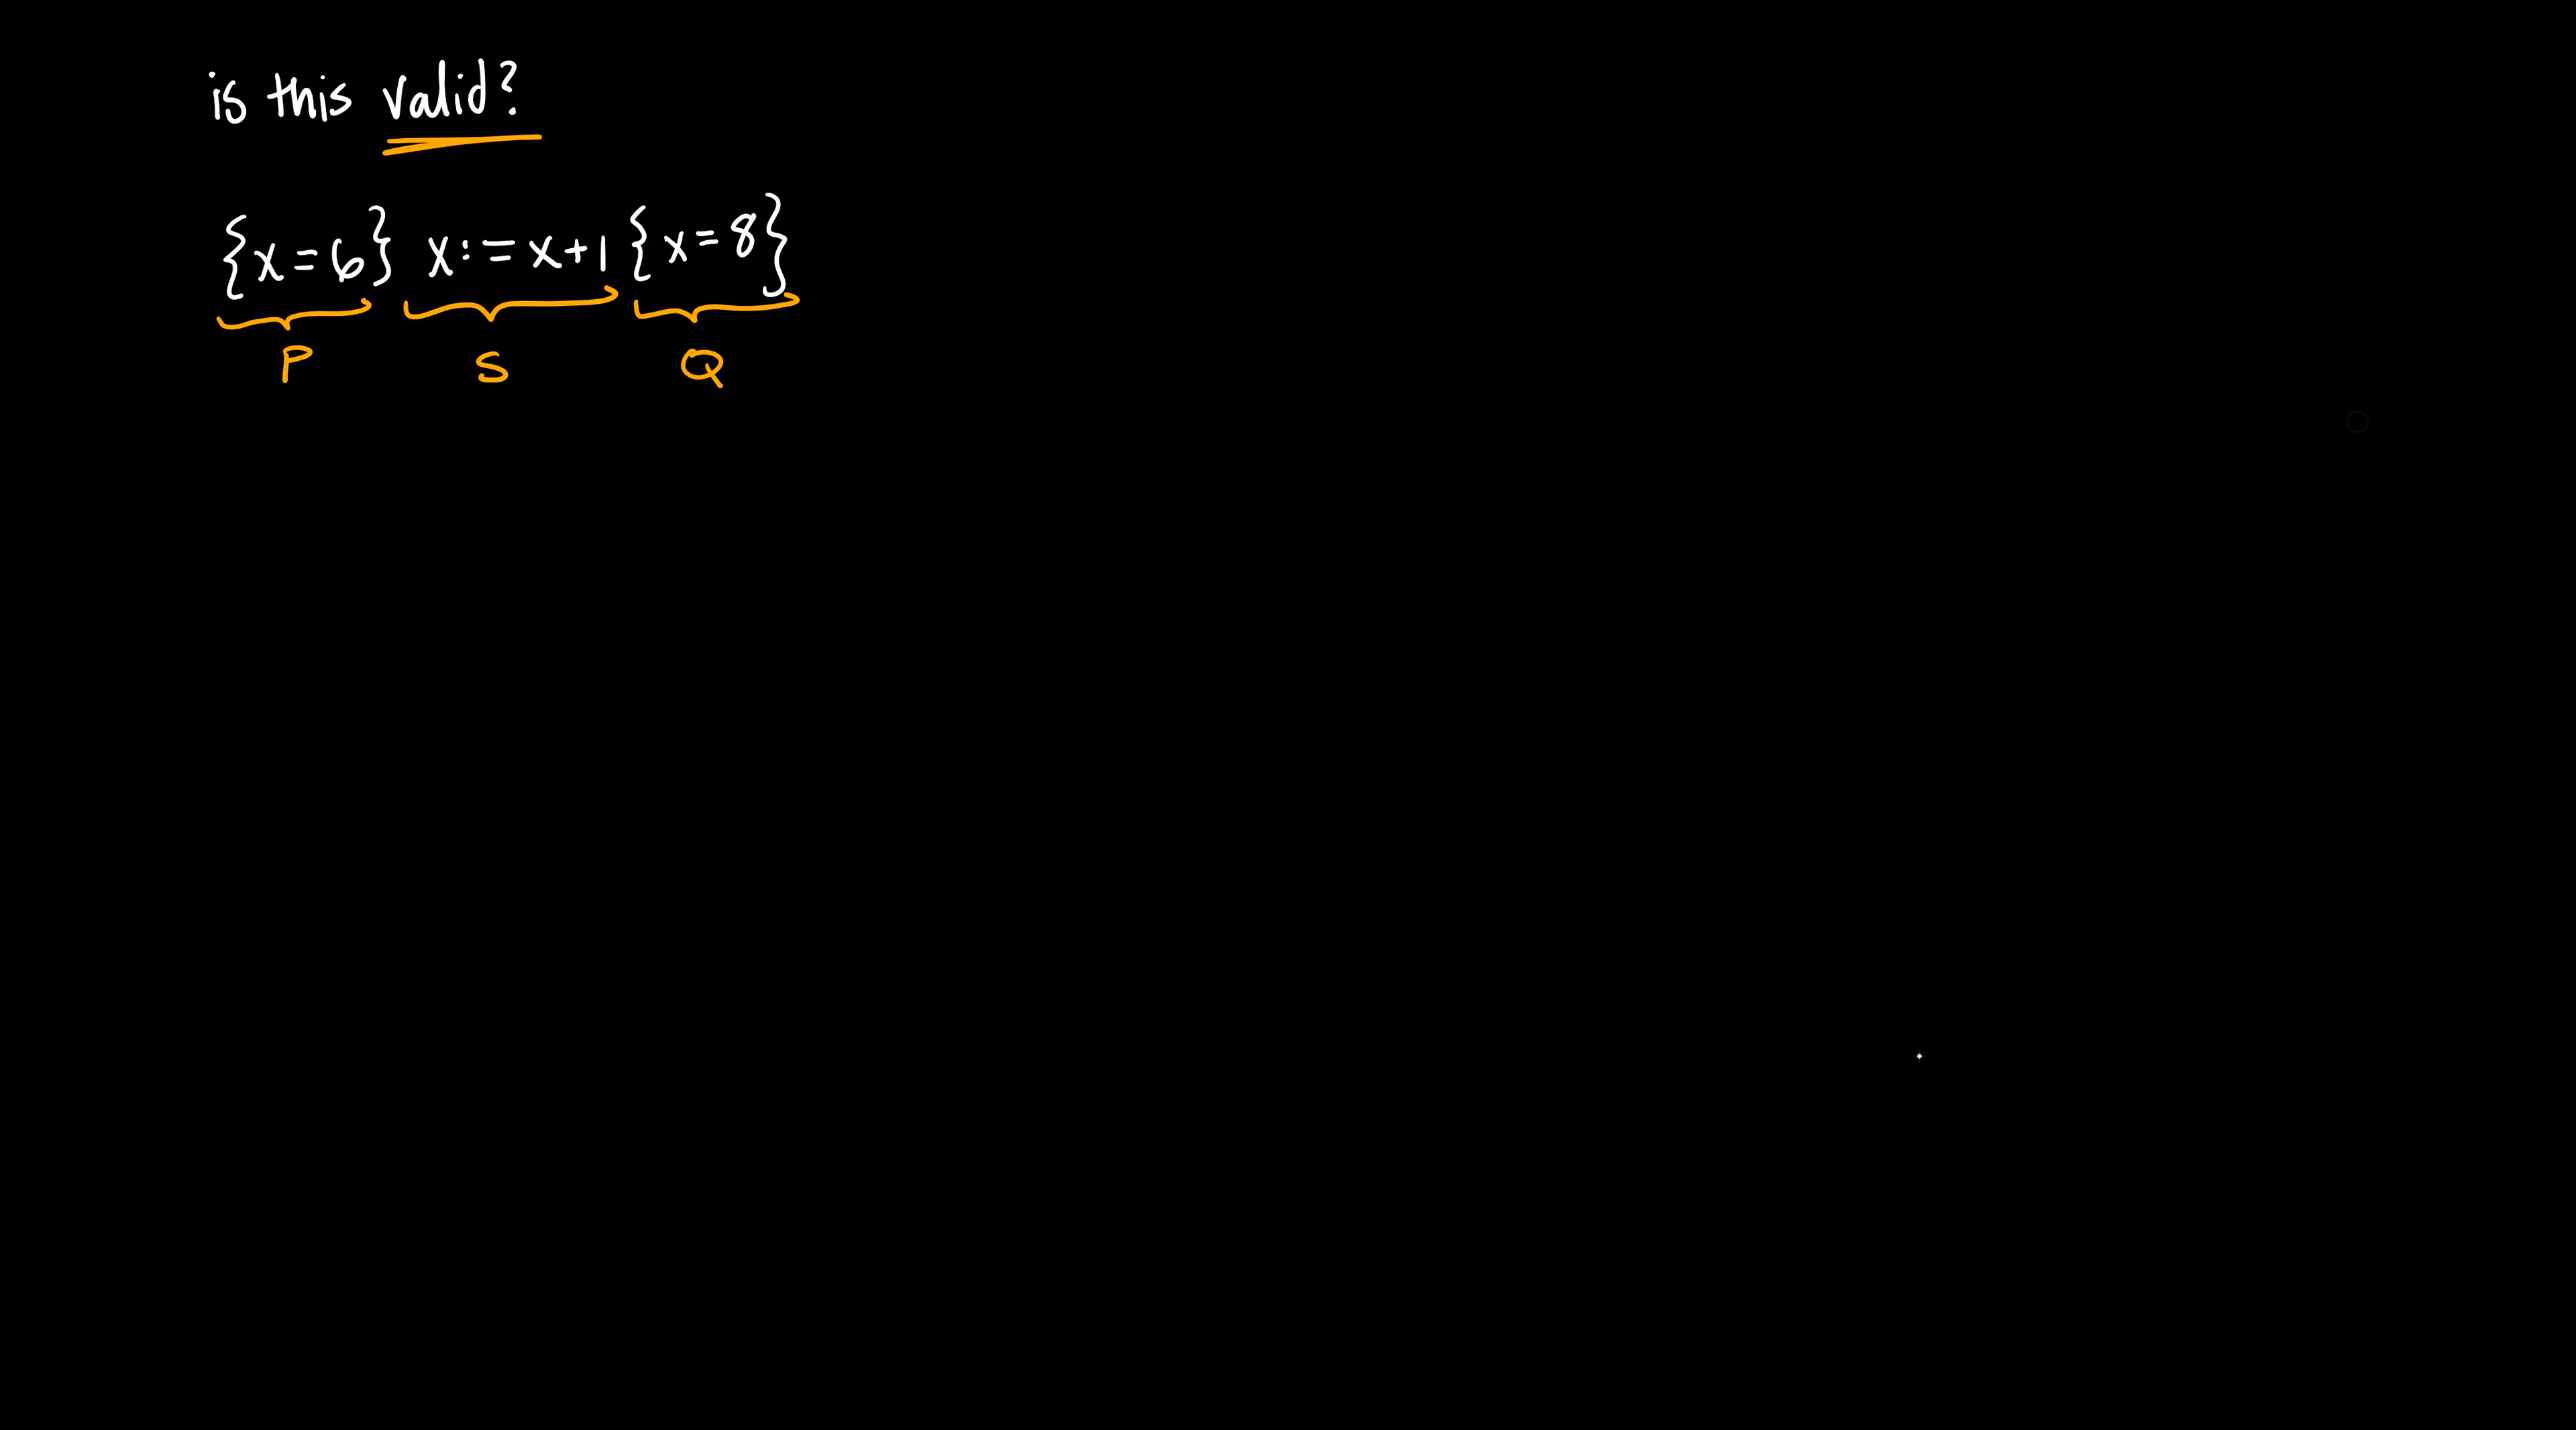 is this valid?
{x = 6} x := x + 1 {x = 8}
P S Q